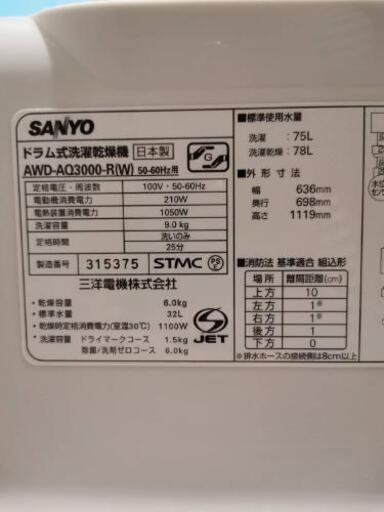 SANYO
ドラム式洗濯乾燥機 日本製
AWD-AQ3000-R(W) 50-60Hz用
定格電圧・周波数 100V・50-60Hz
電動機消費電力 210W
電熱装置消費電力 1050W
洗濯容量 9.0kg
定格時間 洗いのみ
25分
製造番号 315375 STMC PSE
三洋電機株式会社
・乾燥容量 6.0kg
・標準水量 32L
・乾燥時定格消費電力(室温30℃) 1100W
・洗濯容量 ドライマークコース 1.5kg
除菌/洗剤ゼロコース 6.0kg
S
JET
■標準使用水量
洗濯 : 75L
洗濯乾燥 : 78L
■外形寸法
幅 636mm
奥行 698mm
高さ 1119mm
■消防法 基準適合 組込形
場所 離隔距離(cm)
上方 10
左方 1※
右方 1※
後方 1
下方 0
※排水ホースの接続側は8cm以上